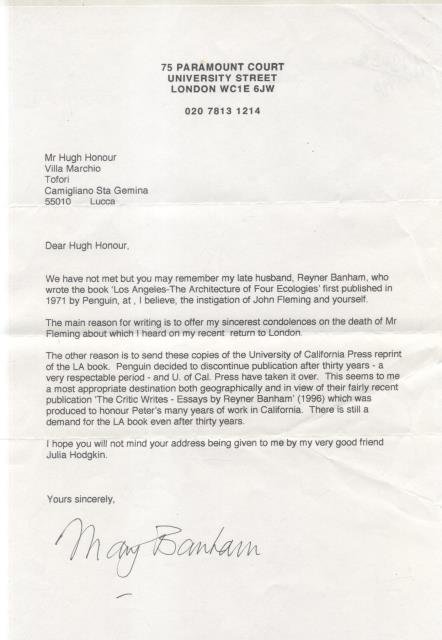 75 PARAMOUNT COURT
UNIVERSITY STREET
LONDON WC1E 6JW
020 7813 1214
Mr Hugh Honour
Villa Marchio
Tofori
Camigliano Sta Gemina
55010 Lucca
Dear Hugh Honour,
We have not met but you may remember my late husband, Reyner Banham, who
wrote the book 'Los Angeles-The Architecture of Four Ecologies' first published in
1971 by Penguin, at , I believe, the instigation of John Fleming and yourself.
The main reason for writing is to offer my sincerest condolences on the death of Mr
Fleming about which I heard on my recent return to London.
The other reason is to send these copies of the University of California Press reprint
of the LA book. Penguin decided to discontinue publication after thirty years - a
very respectable period - and U. of Cal. Press have taken it over. This seems to me
a most appropriate destination both geographically and in view of their fairly recent
publication 'The Critic Writes - Essays by Reyner Banham' (1996) which was
produced to honour Peter's many years of work in California. There is still a
demand for the LA book even after thirty years.
I hope you will not mind your address being given to me by my very good friend
Julia Hodgkin.
Yours sincerely,
Mary Banham